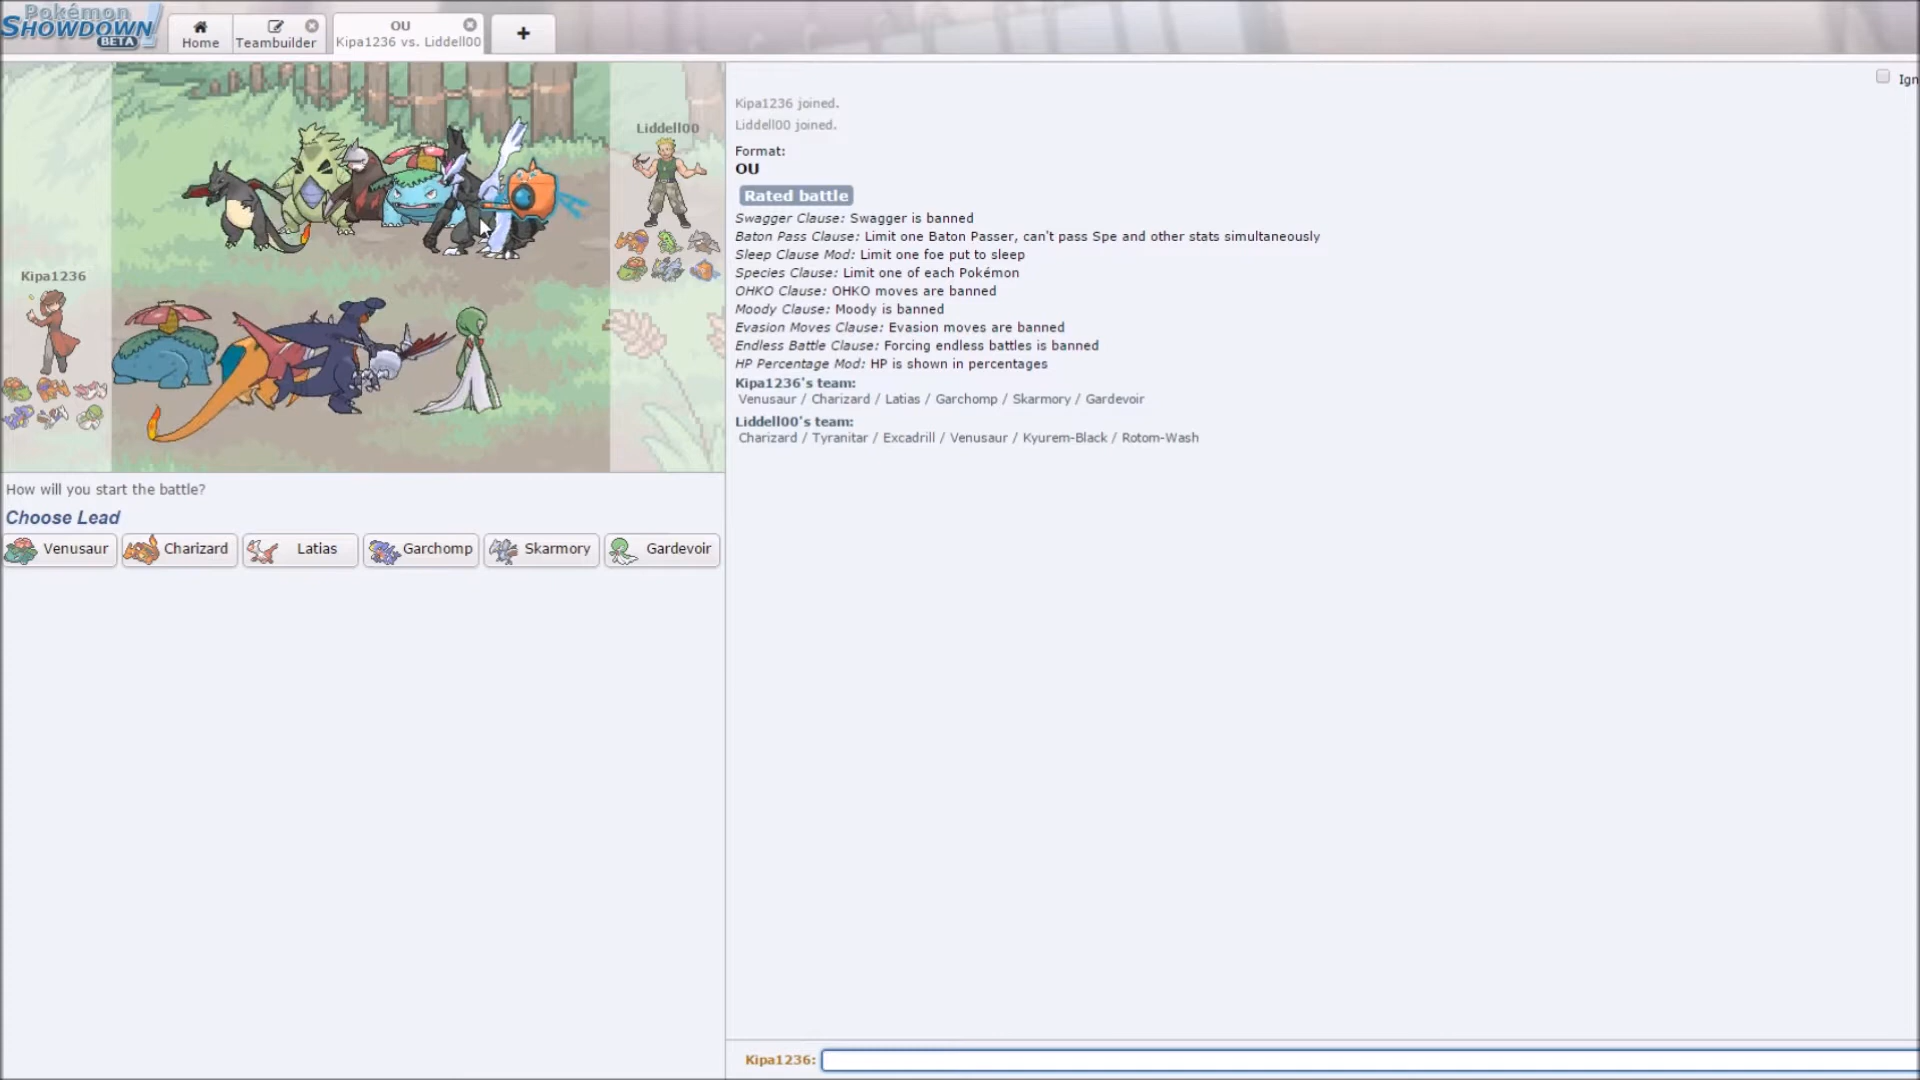 Pokémon
SHOWDOWN!
BETA
Home
Teambuilder
OU
Kipa1236 vs. Liddell00
+
Ign
Kipa1236
Liddell00
How will you start the battle?
Choose Lead
Venusaur
Charizard
Latias
Garchomp
Skarmory
Gardevoir
Kipa1236 joined.
Liddell00 joined.
Format:
OU
Rated battle
Swagger Clause: Swagger is banned
Baton Pass Clause: Limit one Baton Passer, can't pass Spe and other stats simultaneously
Sleep Clause Mod: Limit one foe put to sleep
Species Clause: Limit one of each Pokémon
OHKO Clause: OHKO moves are banned
Moody Clause: Moody is banned
Evasion Moves Clause: Evasion moves are banned
Endless Battle Clause: Forcing endless battles is banned
HP Percentage Mod: HP is shown in percentages
Kipa1236's team:
Venusaur / Charizard / Latias / Garchomp / Skarmory / Gardevoir
Liddell00's team:
Charizard / Tyranitar / Excadrill / Venusaur / Kyurem-Black / Rotom-Wash
Kipa1236: